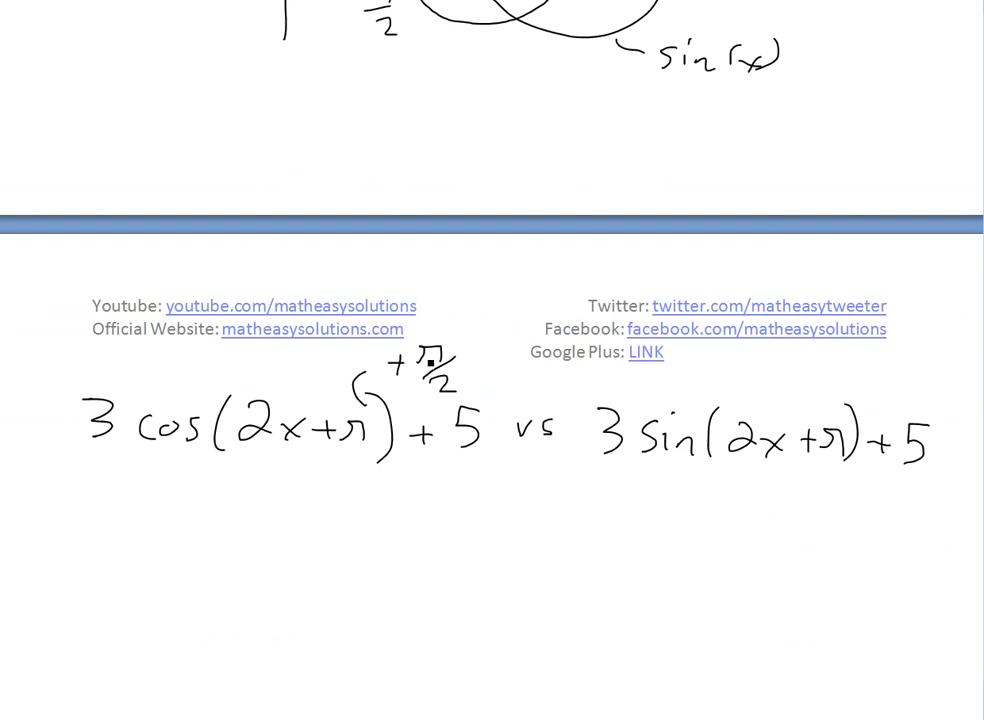 π/2
sin(x)
Youtube: youtube.com/matheasysolutions
Twitter: twitter.com/matheasytweeter
Official Website: matheasysolutions.com
Facebook: facebook.com/matheasysolutions
Google Plus: LINK
+ π/2
3 cos(2x+π) + 5 vs 3 sin(2x+π)+5